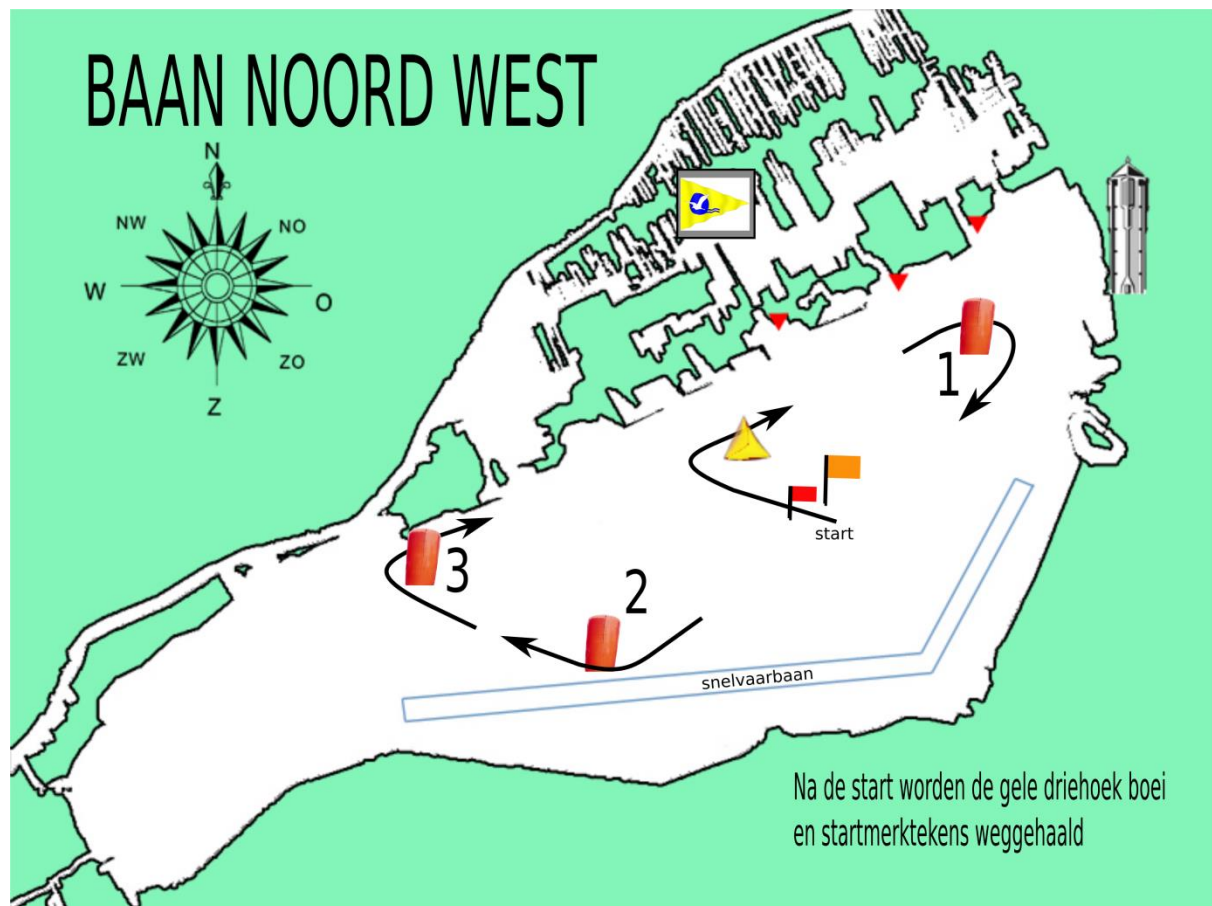 BAAN NOORD WEST
N
NW
NO
W
O
ZW
ZO
Z
1
start
3
2
snelvaarbaan
Na de start worden de gele driehoek boei
en startmerktekens weggehaald